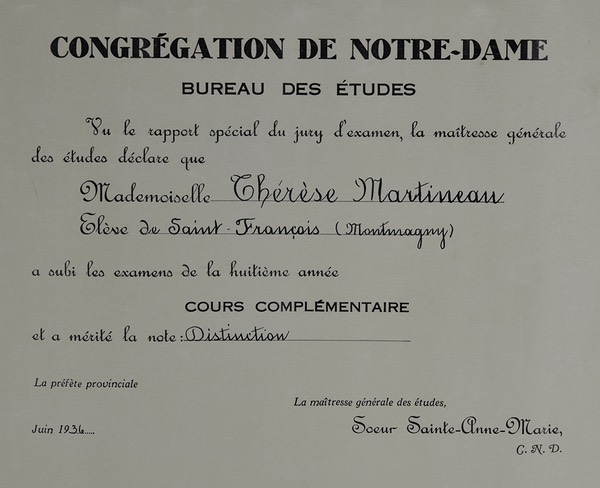 CONGRÉGATION DE NOTRE-DAME
BUREAU DES ÉTUDES
Vu le rapport spécial du jury d'examen, la maîtresse générale
des études déclare que
Mademoiselle Thérèse Martineau
Elève de Saint-François (Montmagny)
a subi les examens de la huitième année
COURS COMPLÉMENTAIRE
et a mérité la note: Distinction
La préfète provinciale
La maîtresse générale des études,
Juin 1936.....
Soeur Sainte-Anne-Marie,
C. N. D.